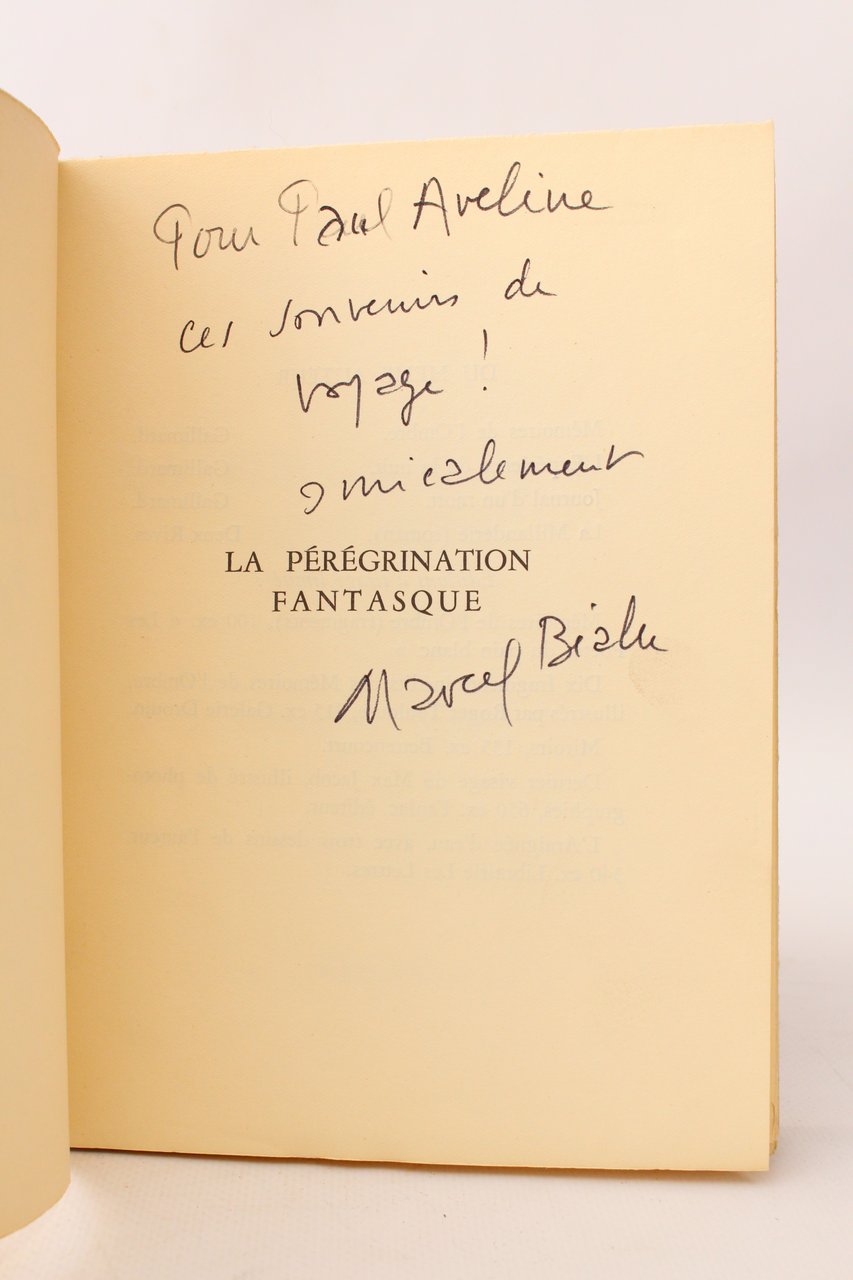 Pour Paul Aveline
ces souvenirs de
voyage !
amicalement
LA PÉRÉGRINATION
FANTASQUE
Marcel Béalu